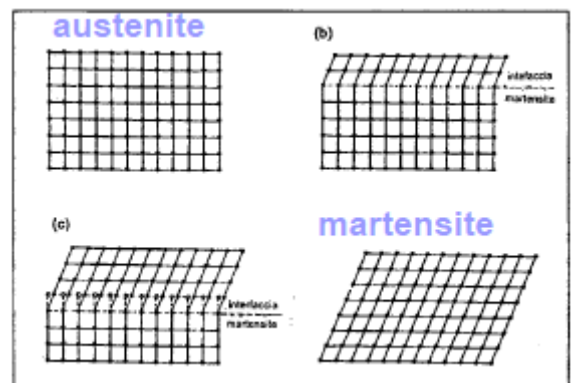 austenite
(b)
intefaccia
martensite
(c)
martensite
interfaccia
martensite